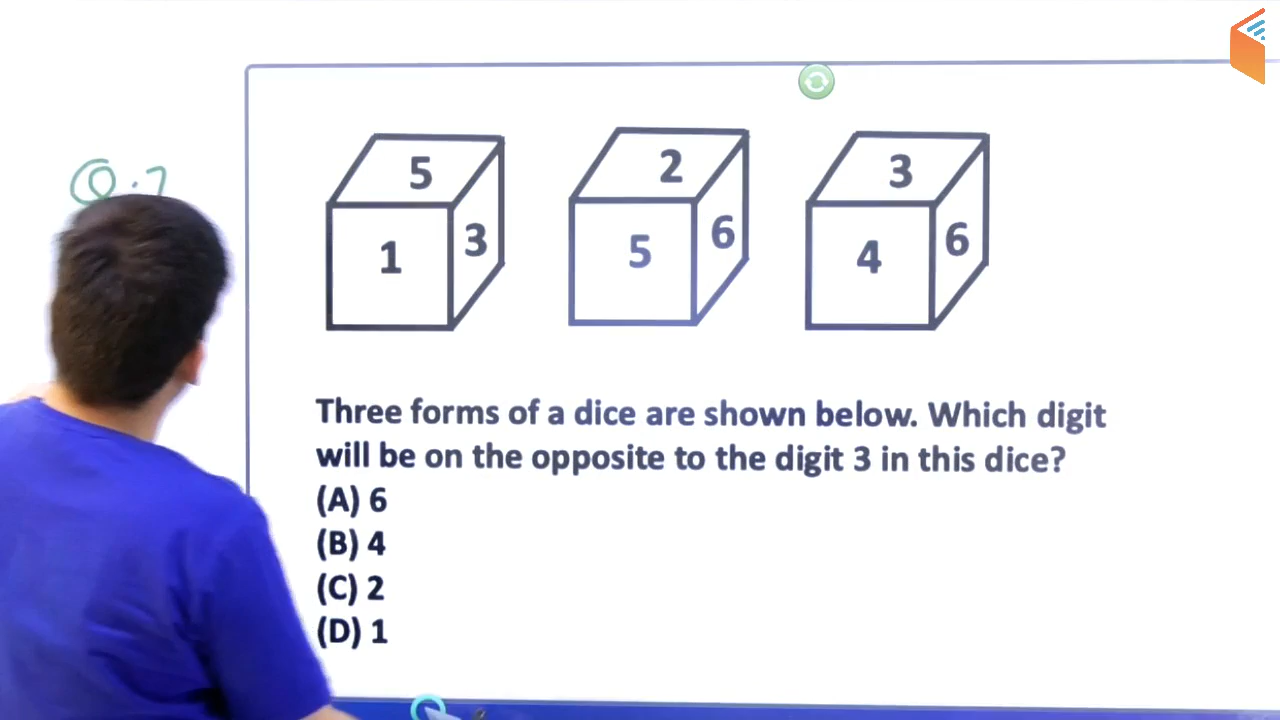 Q.7
5
1
3
2
5
6
3
4
6
Three forms of a dice are shown below. Which digit
will be on the opposite to the digit 3 in this dice?
(A) 6
(B) 4
(C) 2
(D) 1